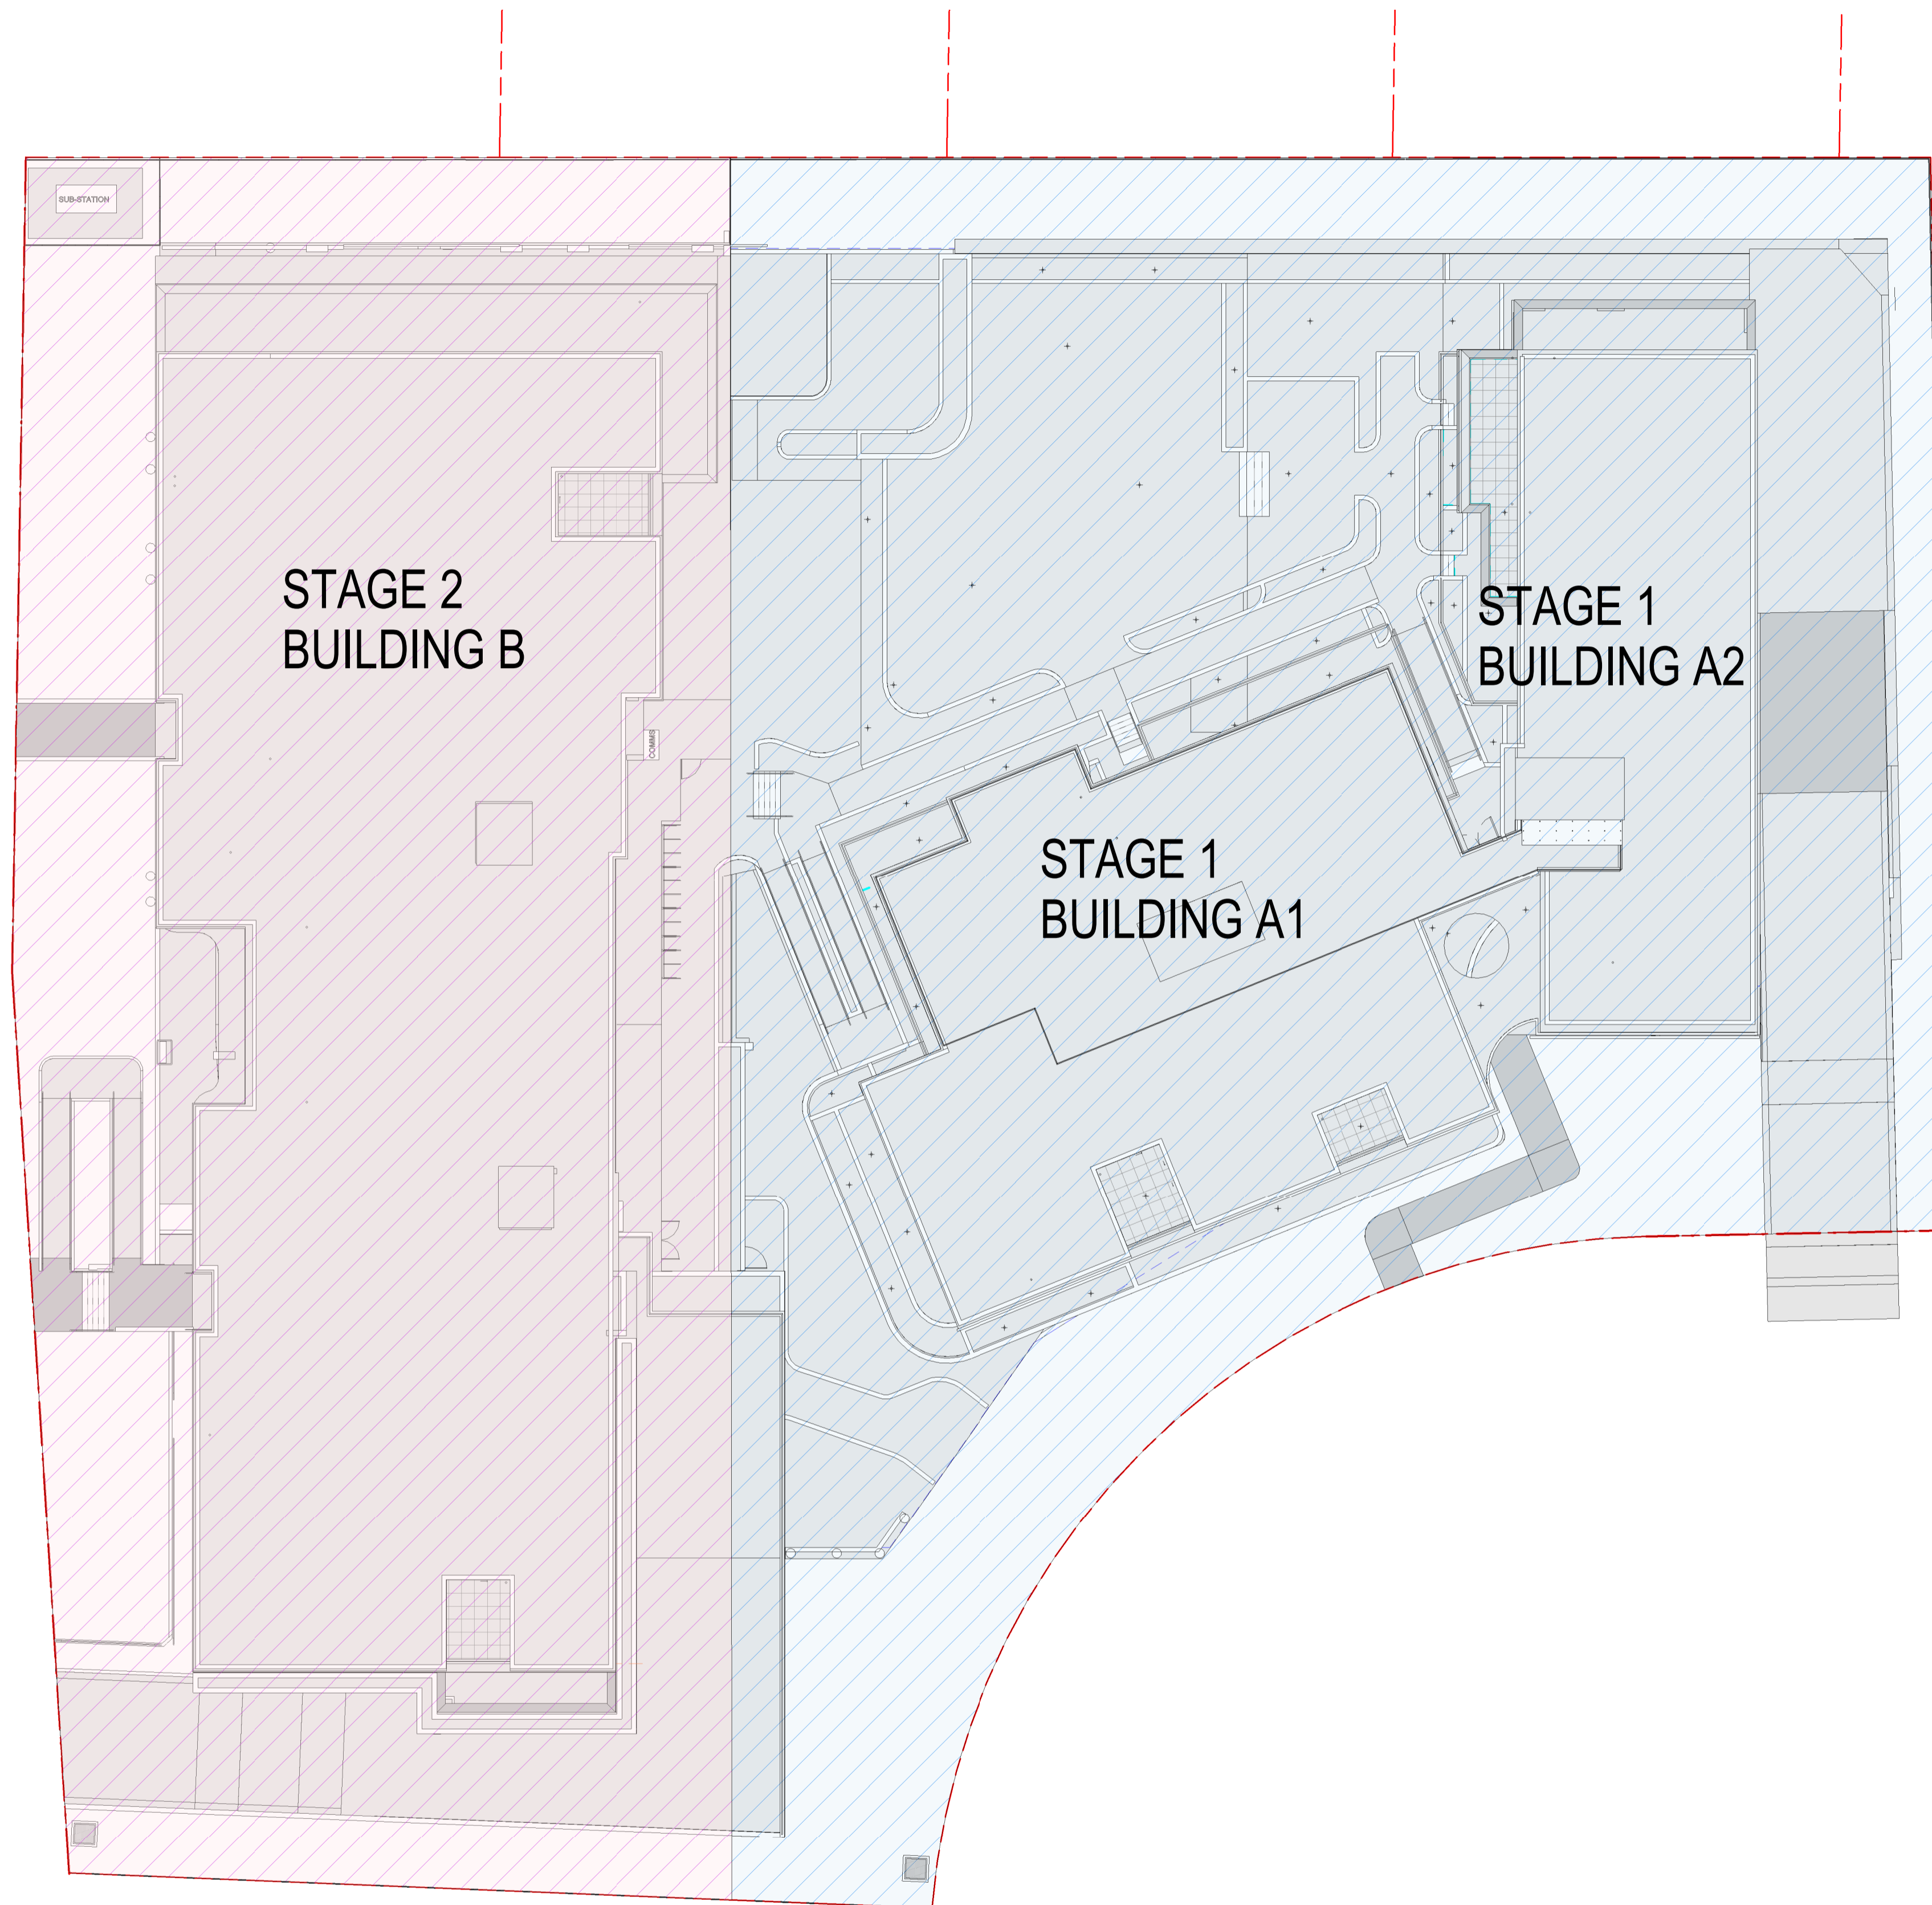 SUB-STATION
STAGE 2
BUILDING B
STAGE 1
BUILDING A2
COMMS
STAGE 1
BUILDING A1